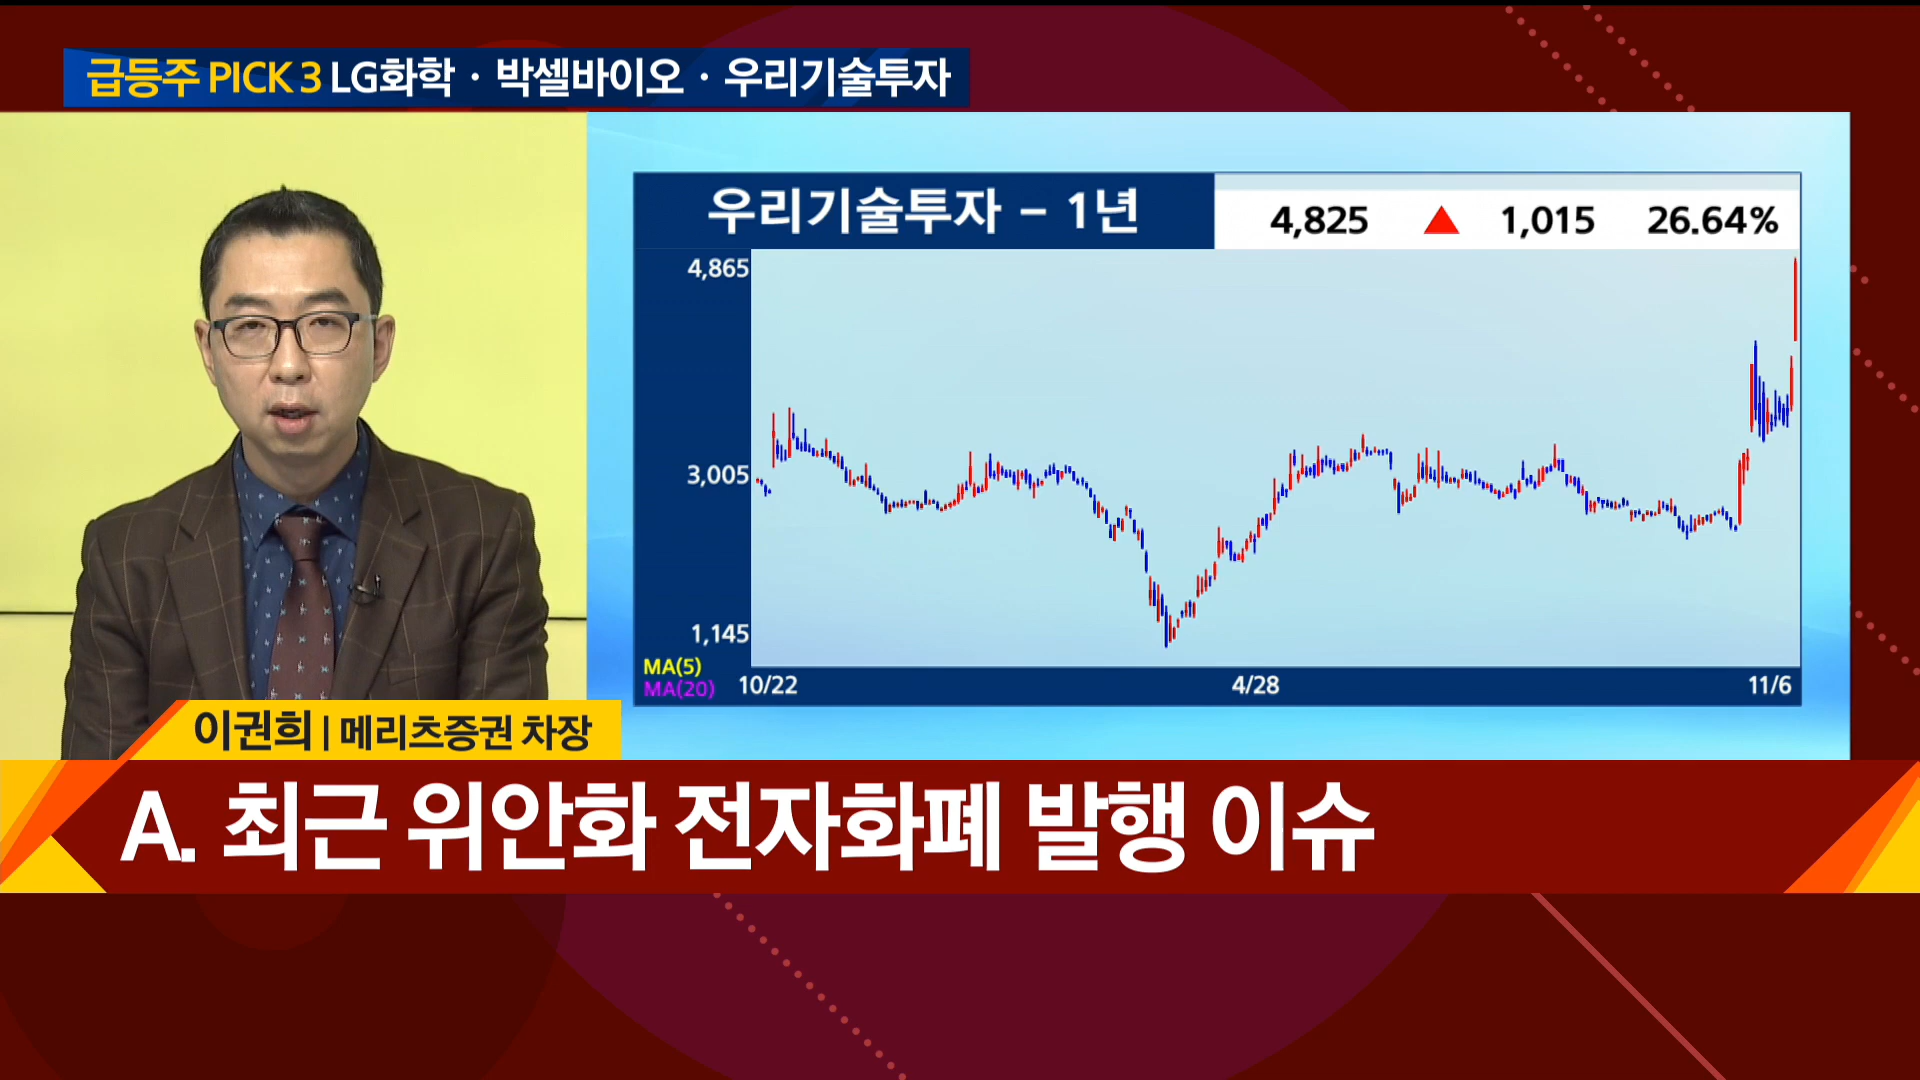 급등주 PICK 3 LG화학 · 박셀바이오 · 우리기술투자
우리기술투자 – 1년
4,825 ▲ 1,015 26.64%
4,865
3,005
1,145
MA(5)
MA(20)
10/22 4/28 11/6
이권희 | 메리츠증권 차장
A. 최근 위안화 전자화폐 발행 이슈